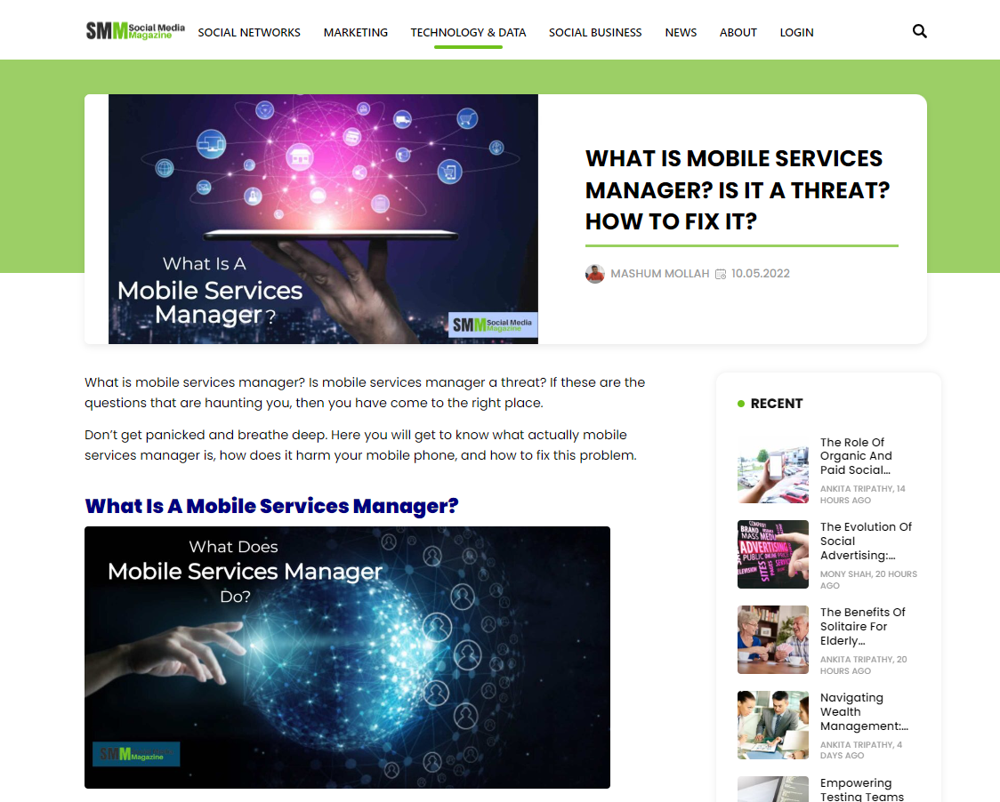 SMM Social Media
Magazine
SOCIAL NETWORKS
MARKETING
TECHNOLOGY & DATA
SOCIAL BUSINESS
NEWS
ABOUT
LOGIN
What Is A
Mobile Services
Manager ?
SMM Social Media
Magazine
WHAT IS MOBILE SERVICES
MANAGER? IS IT A THREAT?
HOW TO FIX IT?
MASHUM MOLLAH 10.05.2022
What is mobile services manager? Is mobile services manager a threat? If these are the
questions that are haunting you, then you have come to the right place.
Don’t get panicked and breathe deep. Here you will get to know what actually mobile
services manager is, how does it harm your mobile phone, and how to fix this problem.
What Is A Mobile Services Manager?
What Does
Mobile Services Manager
Do?
SMM
Magazine
RECENT
The Role Of
Organic And
Paid Social...
ANKITA TRIPATHY, 14
HOURS AGO
COMPANY
BRAND
MASS MEDIA
ADVERTISING
PUBLIC
SITES
The Evolution Of
Social
Advertising:...
MONY SHAH, 20 HOURS
AGO
The Benefits Of
Solitaire For
Elderly...
ANKITA TRIPATHY, 20
HOURS AGO
Navigating
Wealth
Management:...
ANKITA TRIPATHY, 4
DAYS AGO
Empowering
Testing Teams